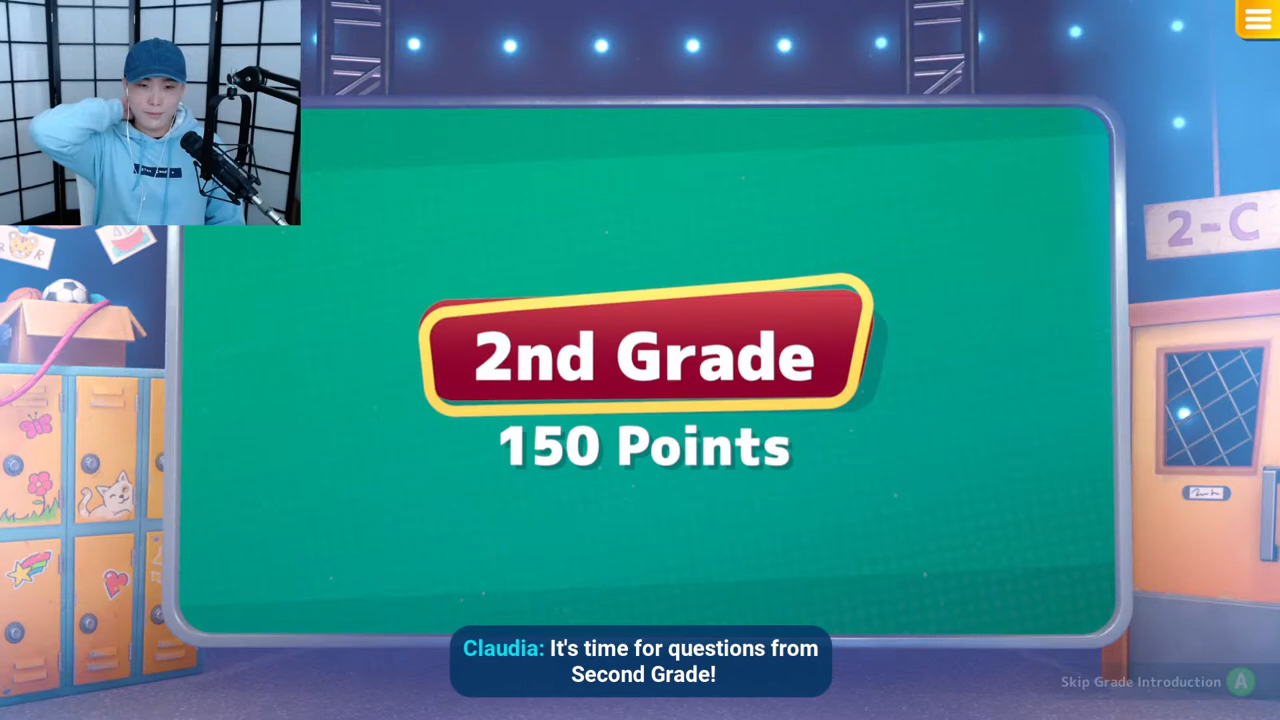 2-C
2nd Grade
150 Points
Claudia: It's time for questions from
Second Grade!
Skip Grade Introduction A